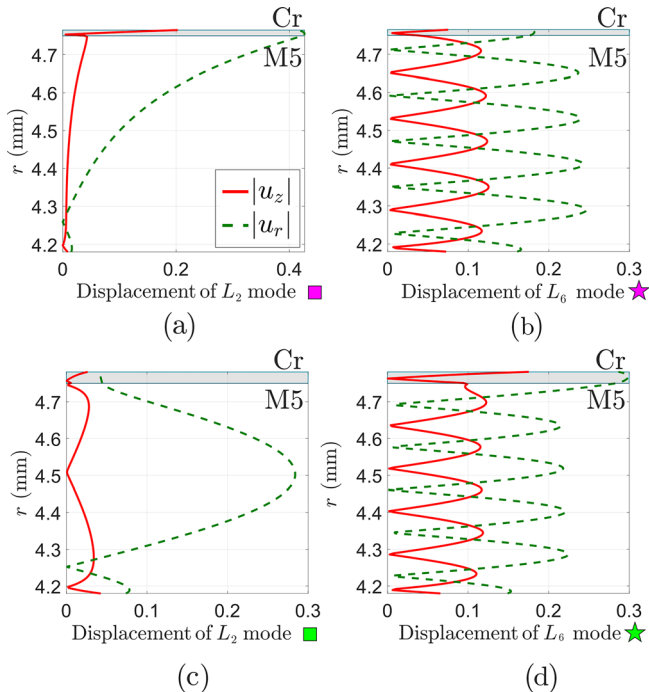 Cr
M5
4.7
4.6
4.5
4.4
4.3
4.2
r (mm)
|u_z|
|u_r|
0
0.2
0.4
Displacement of L_2 mode
(a)
Cr
M5
4.7
4.6
4.5
4.4
4.3
4.2
r (mm)
0
0.1
0.2
0.3
Displacement of L_6 mode
(b)
Cr
M5
4.7
4.6
4.5
4.4
4.3
4.2
r (mm)
0
0.1
0.2
0.3
Displacement of L_2 mode
(c)
Cr
M5
4.7
4.6
4.5
4.4
4.3
4.2
r (mm)
0
0.1
0.2
0.3
Displacement of L_6 mode
(d)